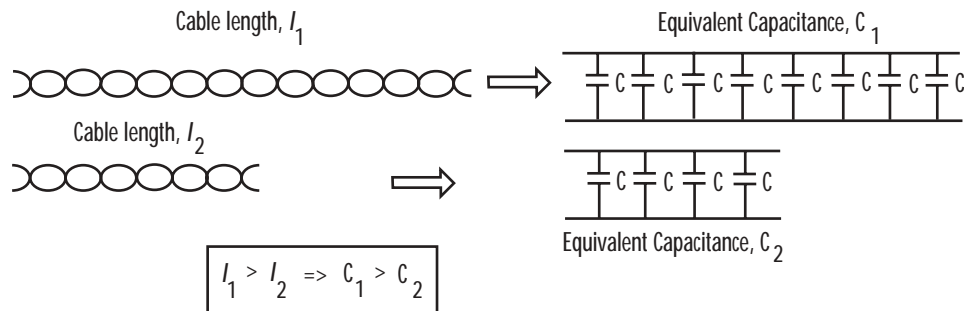 Cable length, l1
Equivalent Capacitance, C1
C C C C C C C C
Cable length, l2
C C C C
Equivalent Capacitance, C2
l1 > l2 => C1 > C2